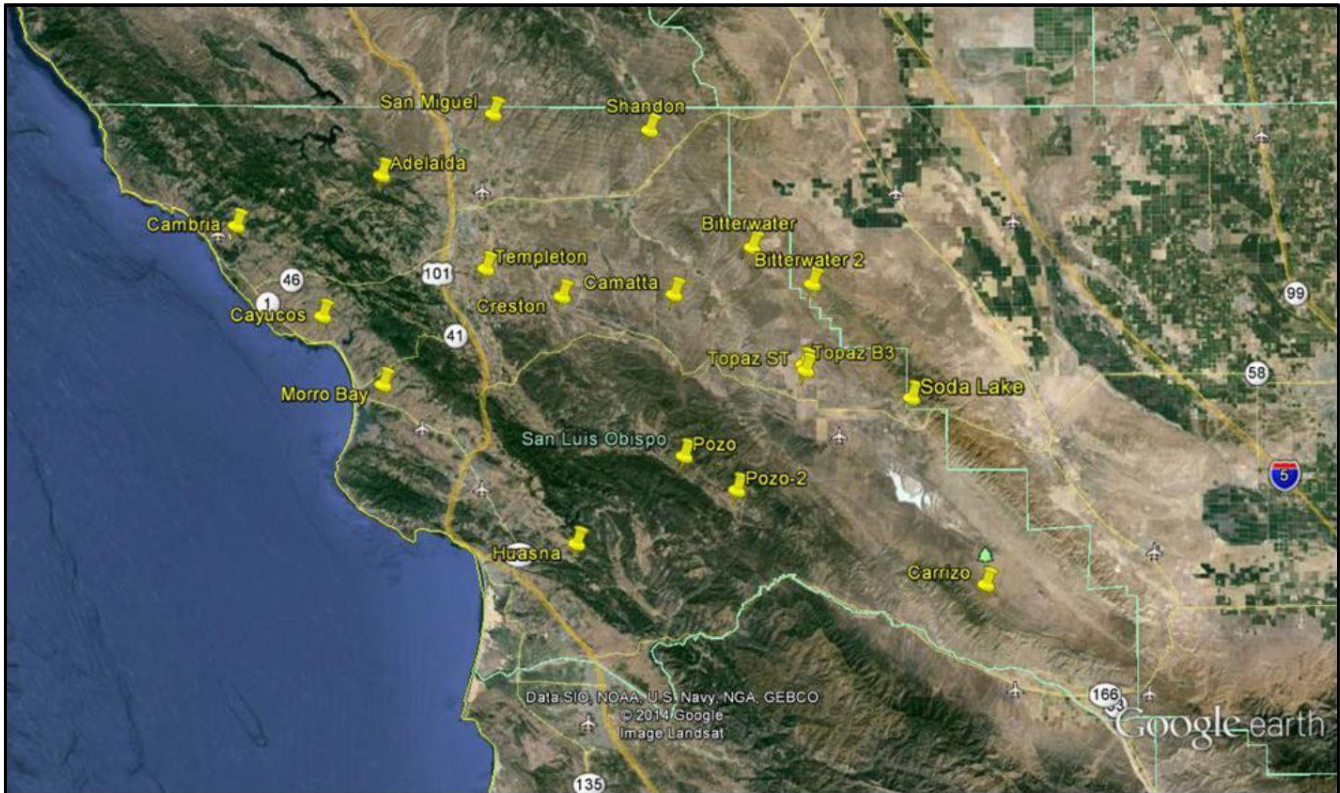 San Miguel
Shandon
Adelaida
Cambria
Bitterwater
Templeton
Bitterwater 2
101
46
Camatta
99
Creston
1
Cayucos
41
Topaz ST
Topaz B3
58
Soda Lake
Morro Bay
San Luis Obispo
Pozo
5
Pozo-2
Huasna
Carrizo
Data SIO, NOAA, U.S. Navy, NGA, GEBCO
© 2014 Google
Image Landsat
166
Google earth
135